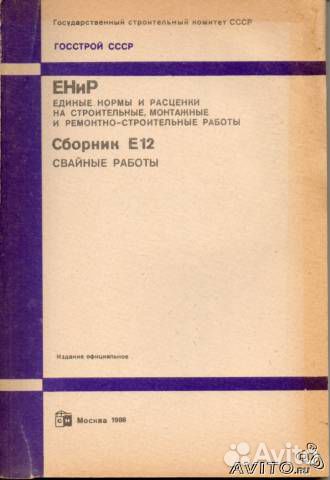 Государственный строительный комитет СССР
ГОССТРОЙ СССР
ЕНиР
ЕДИНЫЕ НОРМЫ И РАСЦЕНКИ
НА СТРОИТЕЛЬНЫЕ, МОНТАЖНЫЕ
И РЕМОНТНО-СТРОИТЕЛЬНЫЕ РАБОТЫ
Сборник Е12
СВАЙНЫЕ РАБОТЫ
Издание официальное
Москва 1988
Avito
AVITO.ru